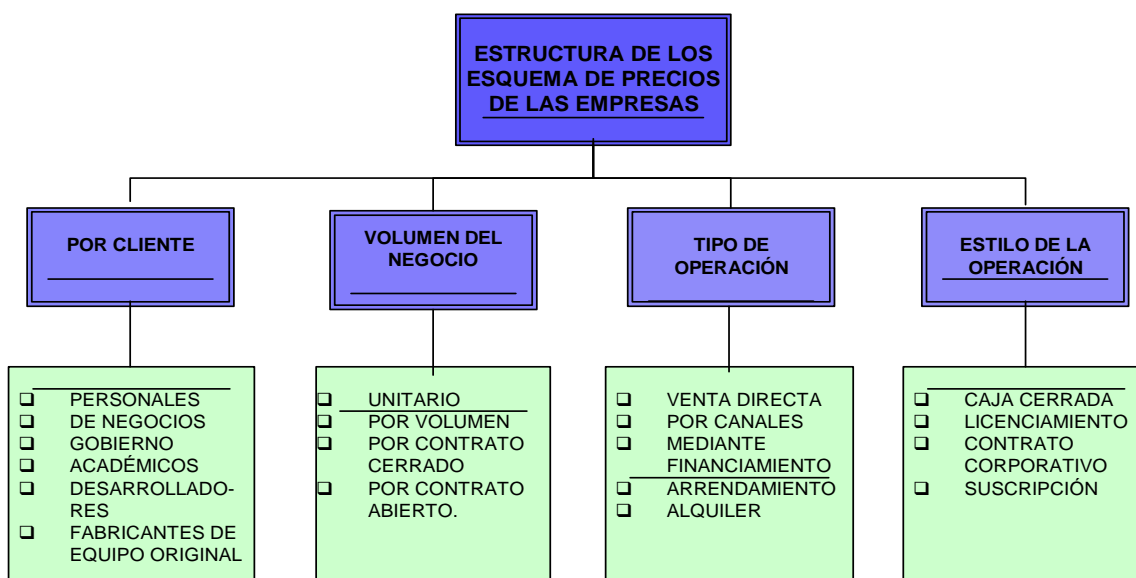 ESTRUCTURA DE LOS
ESQUEMA DE PRECIOS
DE LAS EMPRESAS
POR CLIENTE
VOLUMEN DEL
NEGOCIO
TIPO DE
OPERACIÓN
ESTILO DE LA
OPERACIÓN
PERSONALES
DE NEGOCIOS
GOBIERNO
ACADÉMICOS
DESARROLLADO-
RES
FABRICANTES DE
EQUIPO ORIGINAL
UNITARIO
POR VOLUMEN
POR CONTRATO
CERRADO
POR CONTRATO
ABIERTO.
VENTA DIRECTA
POR CANALES
MEDIANTE
FINANCIAMIENTO
ARRENDAMIENTO
ALQUILER
CAJA CERRADA
LICENCIAMIENTO
CONTRATO
CORPORATIVO
SUSCRIPCIÓN